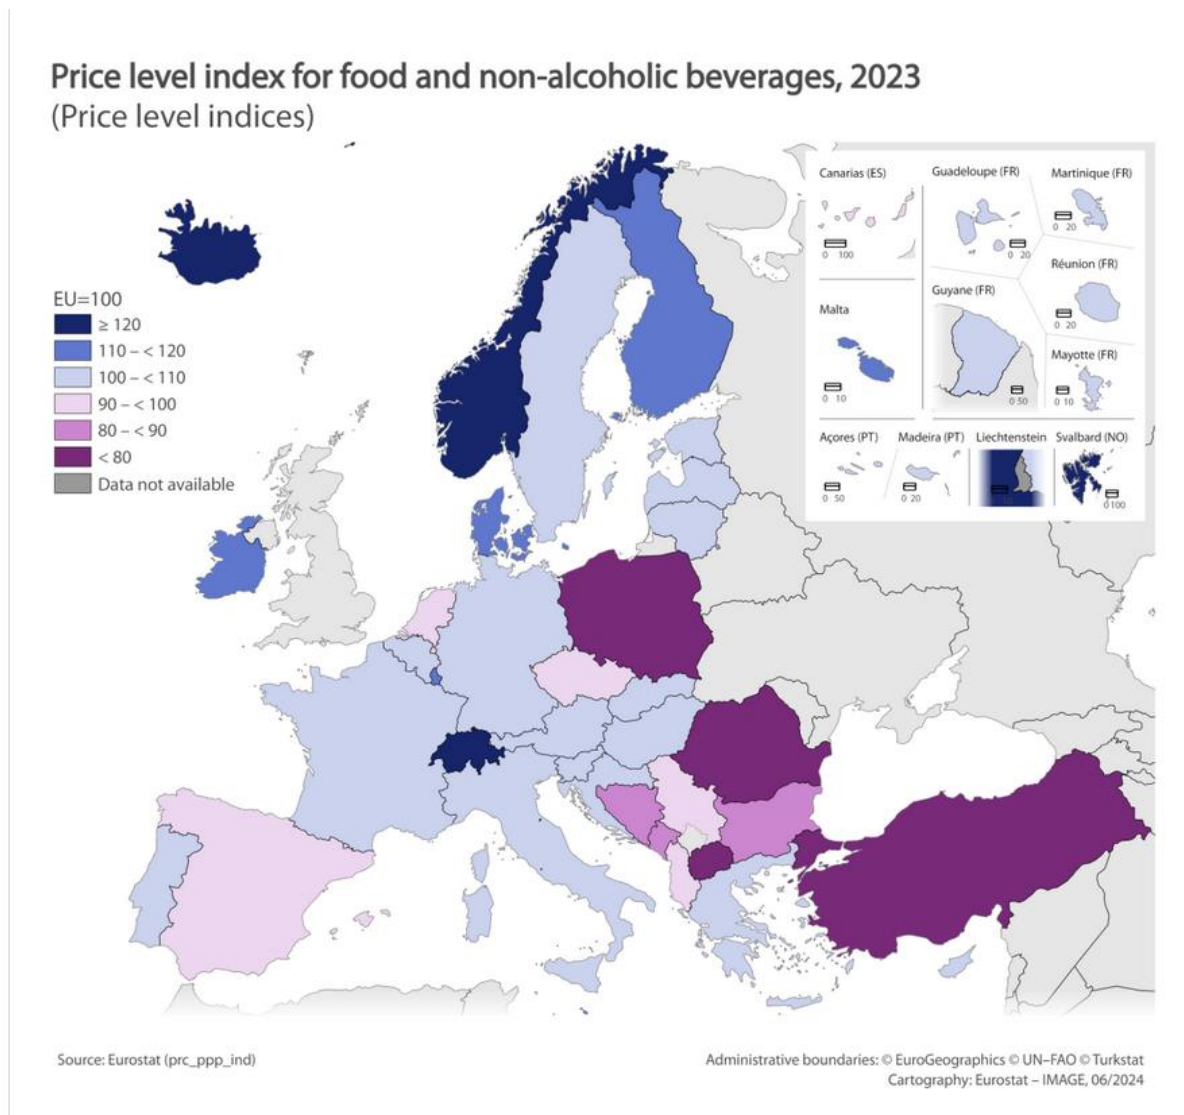 Price level index for food and non-alcoholic beverages, 2023
(Price level indices)
EU=100
≥ 120
110 – < 120
100 – < 110
90 – < 100
80 – < 90
< 80
Data not available
Canarias (ES)
0 100
Guadeloupe (FR)
0 20
Martinique (FR)
0 20
Réunion (FR)
0 20
Guyane (FR)
0 50
Mayotte (FR)
0 10
Malta
0 10
Açores (PT)
0 50
Madeira (PT)
0 20
Liechtenstein
Svalbard (NO)
0 100
Source: Eurostat (prc_ppp_ind)
Administrative boundaries: © EuroGeographics © UN–FAO © Turkstat
Cartography: Eurostat – IMAGE, 06/2024